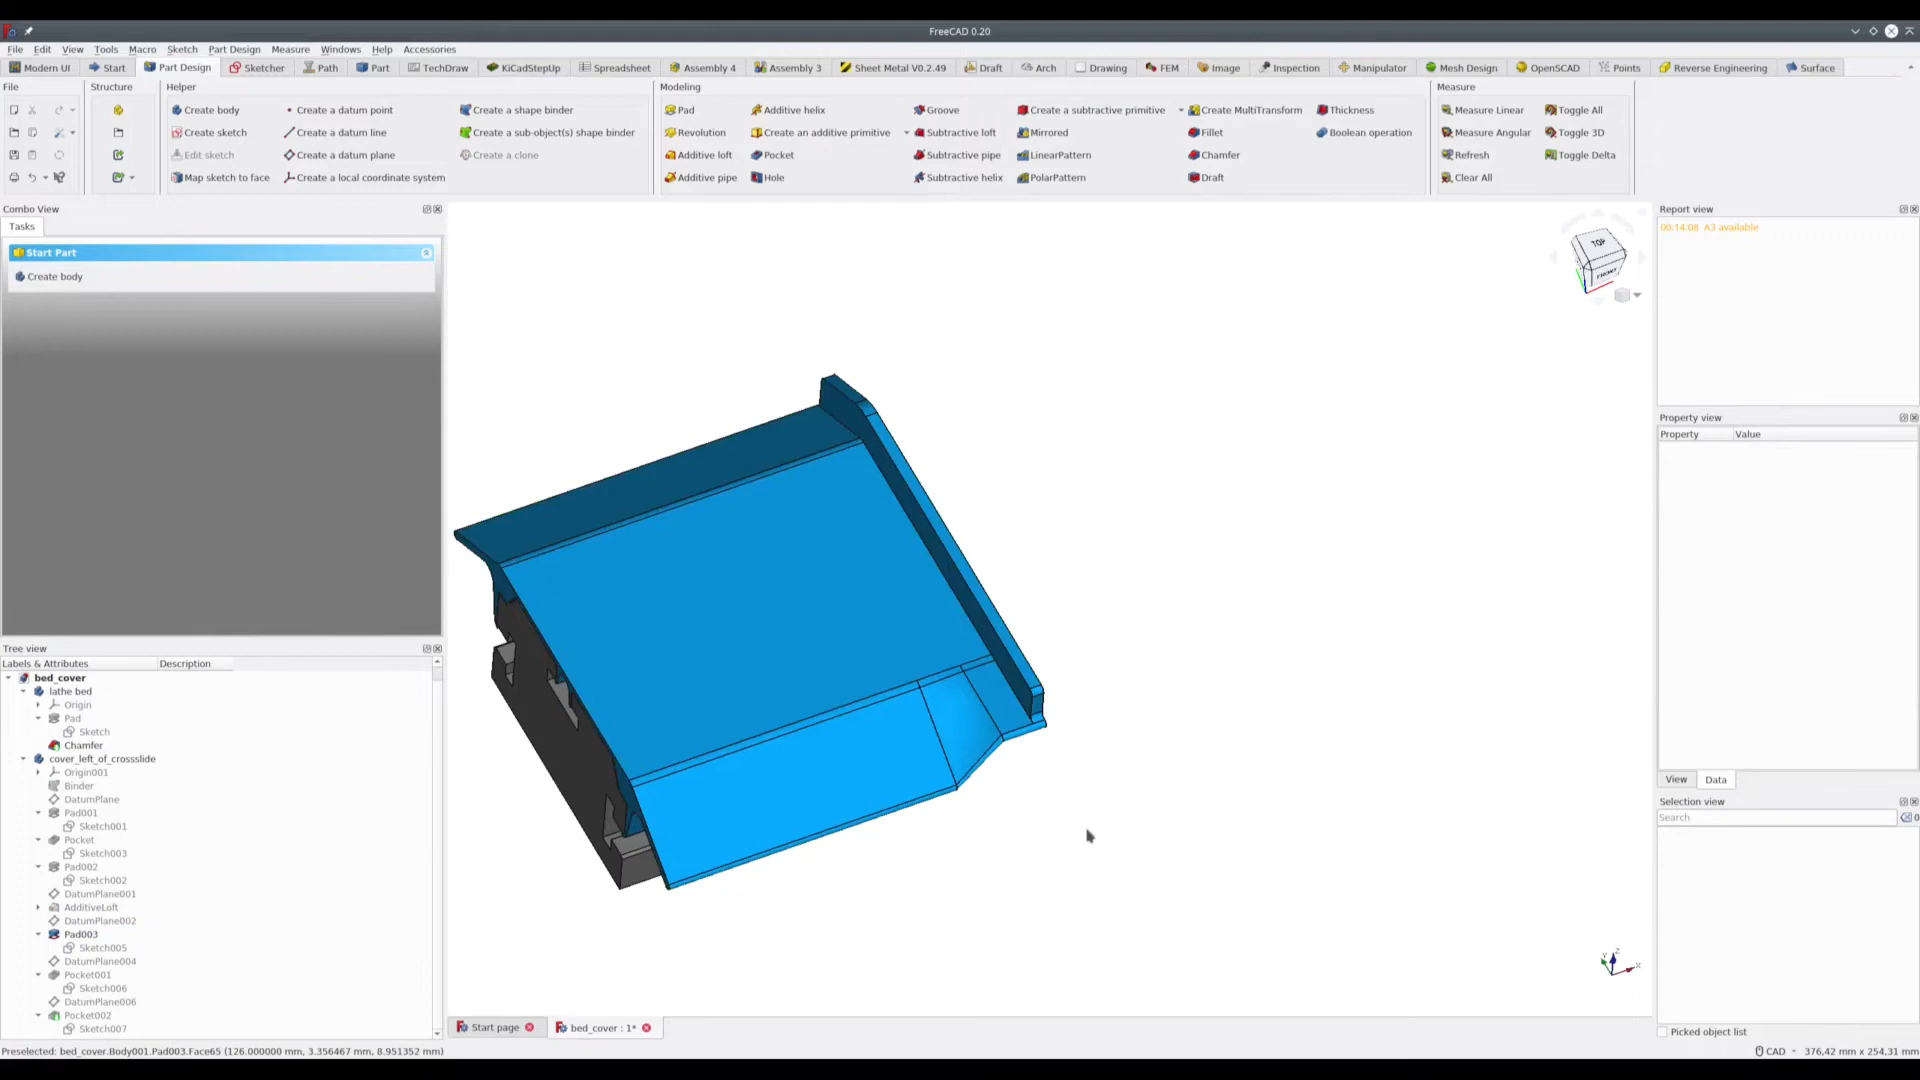 FreeCAD 0.20
File Edit View Tools Macro Sketch Part Design Measure Windows Help Accessories
Modern UI Start Part Design Sketcher Path Part TechDraw KiCadStepUp Spreadsheet Assembly 4 Assembly 3 Sheet Metal V0.2.49 Draft Arch Drawing FEM Image Inspection Manipulator Mesh Design OpenSCAD Points Reverse Engineering Surface
File Structure Helper Modeling Measure
Create body Create a datum point Create a shape binder Pad Additive helix Groove Create a subtractive primitive Create MultiTransform Thickness Measure Linear Toggle All
Create sketch Create a datum line Create a sub-object(s) shape binder Revolution Create an additive primitive Subtractive loft Mirrored Fillet Boolean operation Measure Angular Toggle 3D
Edit sketch Create a datum plane Create a clone Additive loft Pocket Subtractive pipe LinearPattern Chamfer Refresh Toggle Delta
Map sketch to face Create a local coordinate system Additive pipe Hole Subtractive helix PolarPattern Draft Clear All
Combo View
Tasks
Start Part
Create body
Tree view
Labels & Attributes Description
bed_cover
lathe bed
Origin
Pad
Sketch
Chamfer
cover_left_of_crossslide
Origin001
Binder
DatumPlane
Pad001
Sketch001
Pocket
Sketch003
Pad002
Sketch002
DatumPlane001
AdditiveLoft
DatumPlane002
Pad003
Sketch005
DatumPlane004
Pocket001
Sketch006
DatumPlane006
Pocket002
Sketch007
TOP
FRONT
Y Z X
Start page bed_cover : 1*
Report view
00:14:08 A3 available
Property view
Property Value
View Data
Selection view
Search
0
Picked object list
Preselected: bed_cover.Body001.Pad003.Face65 (126.000000 mm, 3.356467 mm, 8.951352 mm)
CAD 376,42 mm x 254,31 mm